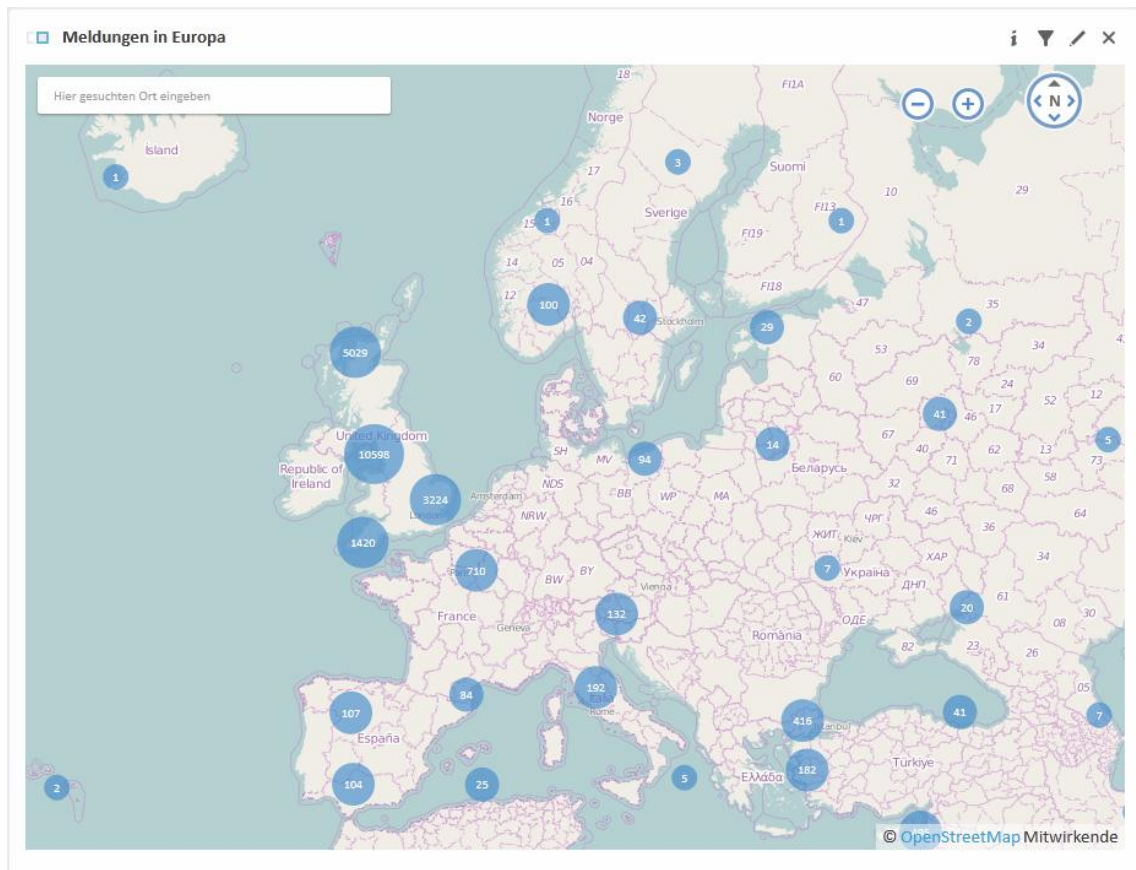 Meldungen in Europa
Hier gesuchten Ort eingeben
N
18
FI1A
Norge
Ísland
1
3
Suomi
17
10
29
16
Sverige
FI13
15
1
1
FI19
14
05
04
12
FI18
100
47
35
42
Stockholm
29
2
5029
53
34
78
60
69
24
12
52
41
46
17
United Kingdom
67
5
10598
14
40
62
13
73
SH
MV
94
71
Republic of
Ireland
Беларусь
58
NDS
32
68
3224
Amsterdam
BB
WP
MA
46
64
NRW
ЧРГ
36
1420
ЖИТ
Kiev
ХАР
34
710
BW
BY
7
Україна
ДНП
Vienna
61
132
20
France
Geneva
ОДЕ
08
30
România
82
23
26
192
84
05
107
Rome
416
41
7
España
Türkiye
182
Ελλάδα
2
104
25
5
© OpenStreetMap Mitwirkende